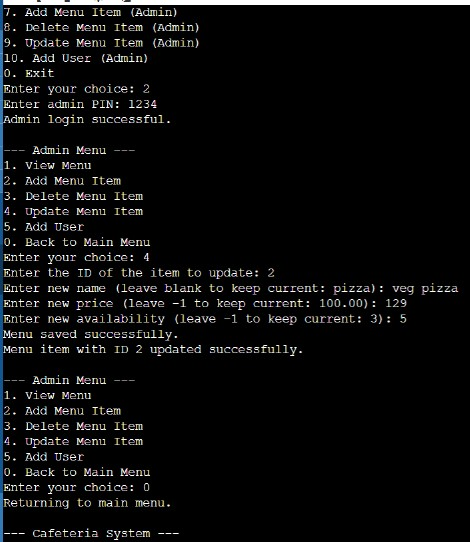 7. Add Menu Item (Admin)
8. Delete Menu Item (Admin)
9. Update Menu Item (Admin)
10. Add User (Admin)
0. Exit
Enter your choice: 2
Enter admin PIN: 1234
Admin login successful.
--- Admin Menu ---
1. View Menu
2. Add Menu Item
3. Delete Menu Item
4. Update Menu Item
5. Add User
0. Back to Main Menu
Enter your choice: 4
Enter the ID of the item to update: 2
Enter new name (leave blank to keep current: pizza): veg pizza
Enter new price (leave -1 to keep current: 100.00): 129
Enter new availability (leave -1 to keep current: 3): 5
Menu saved successfully.
Menu item with ID 2 updated successfully.
--- Admin Menu ---
1. View Menu
2. Add Menu Item
3. Delete Menu Item
4. Update Menu Item
5. Add User
0. Back to Main Menu
Enter your choice: 0
Returning to main menu.
--- Cafeteria System ---